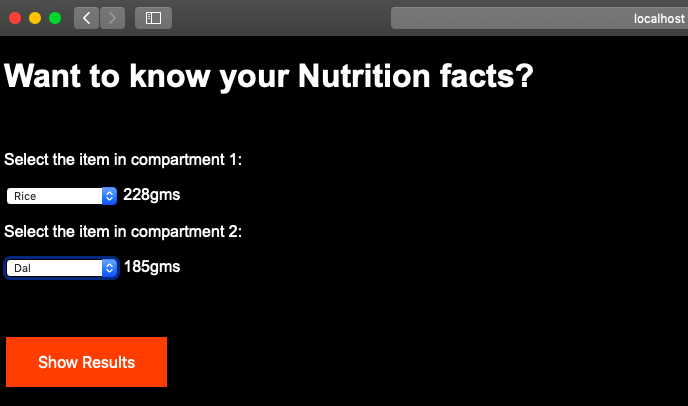 localhost
Want to know your Nutrition facts?
Select the item in compartment 1:
Rice 228gms
Select the item in compartment 2:
Dal 185gms
Show Results